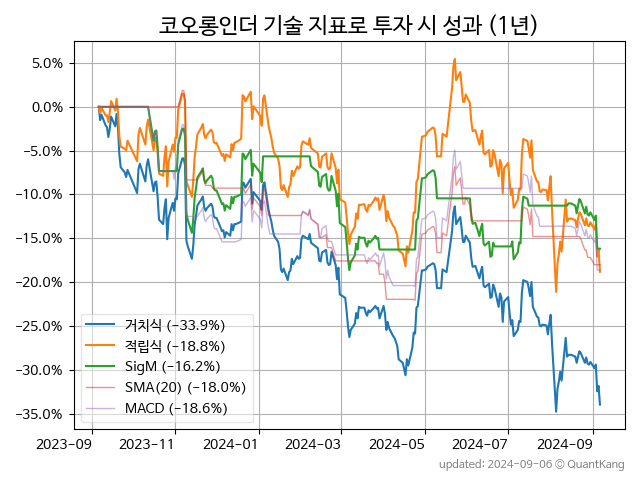 코오롱인더 기술 지표로 투자 시 성과 (1년)
5.0%
0.0%
−5.0%
−10.0%
−15.0%
−20.0%
−25.0%
−30.0%
−35.0%
거치식 (−33.9%)
적립식 (−18.8%)
SigM (−16.2%)
SMA(20) (−18.0%)
MACD (−18.6%)
2023-09 2023-11 2024-01 2024-03 2024-05 2024-07 2024-09
updated: 2024-09-06 © QuantKang